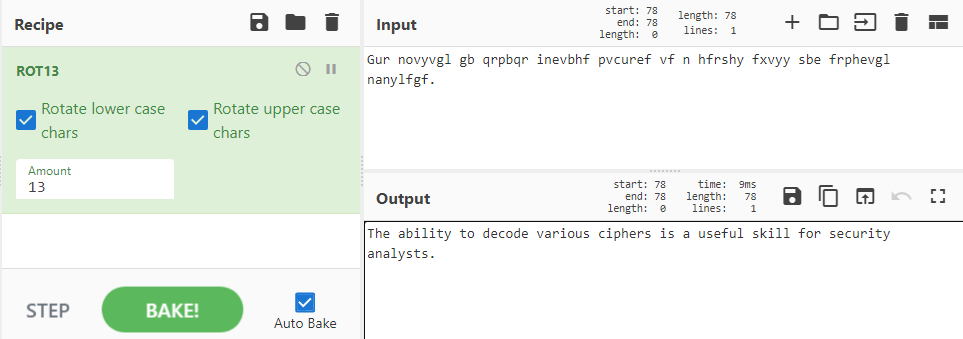 Recipe
ROT13
Rotate lower case chars
Rotate upper case chars
Amount
13
STEP
BAKE!
Auto Bake
Input
start: 78
end: 78
length: 0
length: 78
lines: 1
Gur novyvgl gb qrpbqr inevbhf pvcuref vf n hfrshy fxvyy sbe frphevgl
nanylfgf.
Output
start: 78
end: 78
length: 0
time: 9ms
length: 78
lines: 1
The ability to decode various ciphers is a useful skill for security
analysts.